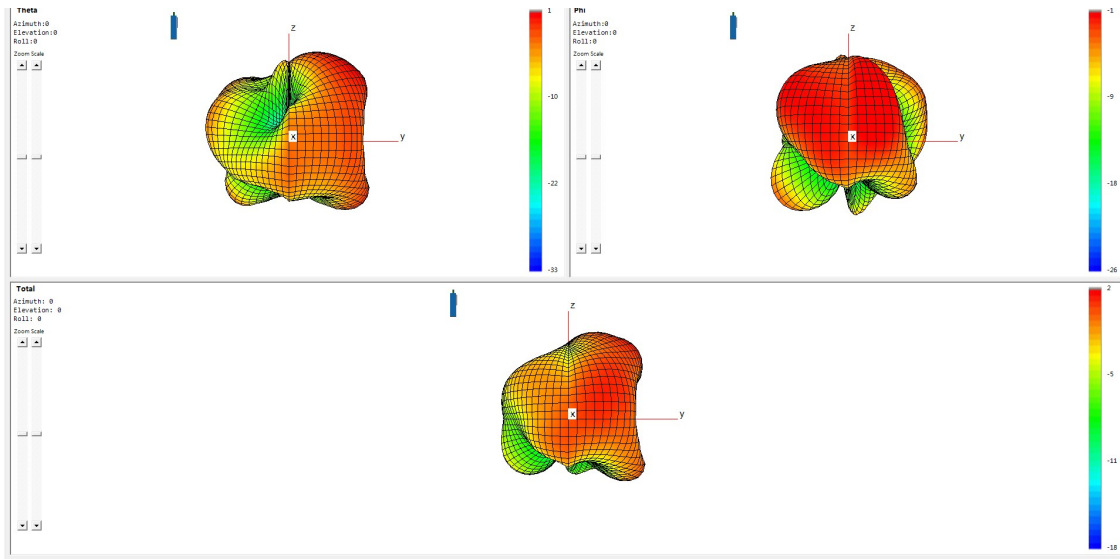 Theta
Azimuth:0
Elevation:0
Roll:0
Zoom Scale
z
x
y
1
-10
-22
-33
Phi
Azimuth:0
Elevation:0
Roll:0
Zoom Scale
z
x
y
-1
-9
-18
-26
Total
Azimuth: 0
Elevation: 0
Roll: 0
Zoom Scale
z
x
y
2
-5
-11
-18